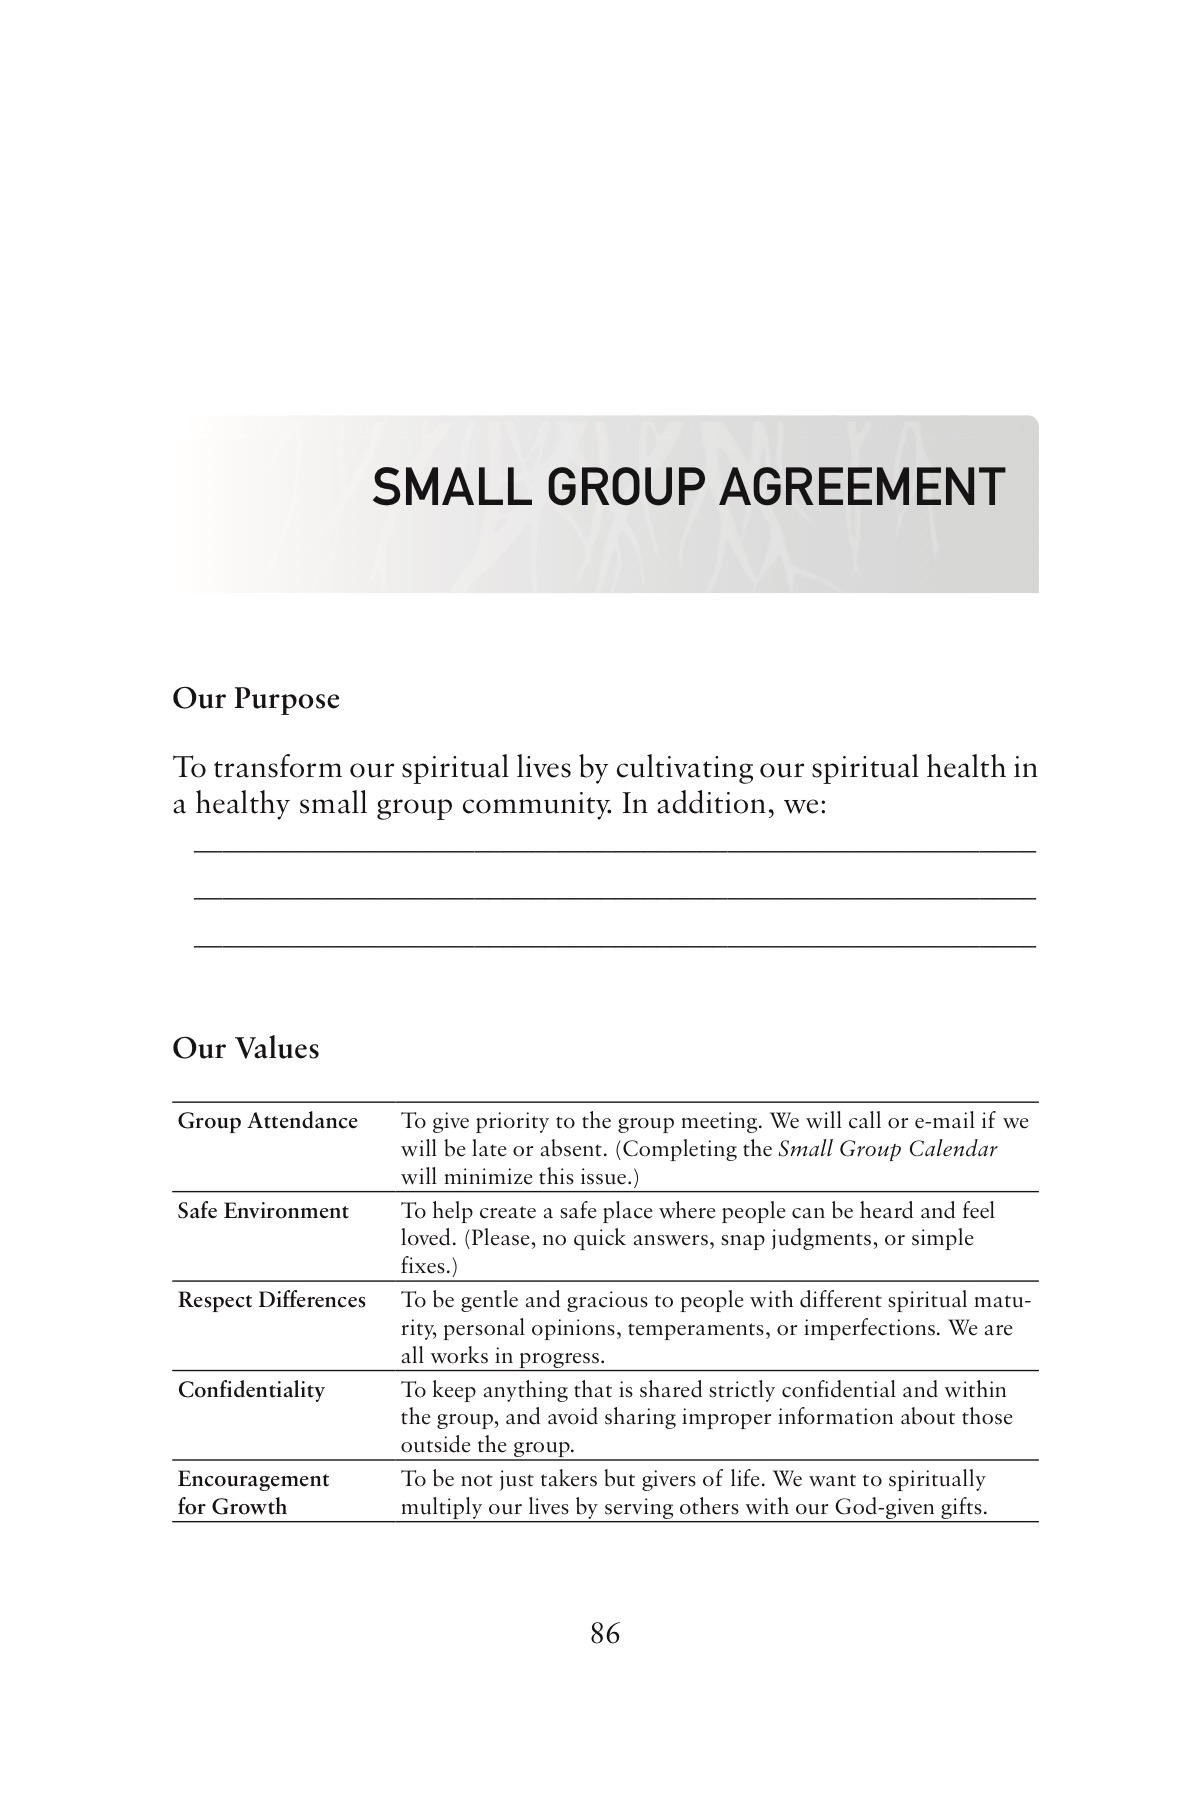 SMALL GROUP AGREEMENT
Our Purpose
To transform our spiritual lives by cultivating our spiritual health in
a healthy small group community. In addition, we:
Our Values
Group Attendance To give priority to the group meeting. We will call or e-mail if we
will be late or absent. (Completing the Small Group Calendar
will minimize this issue.)
Safe Environment To help create a safe place where people can be heard and feel
loved. (Please, no quick answers, snap judgments, or simple
fixes.)
Respect Differences To be gentle and gracious to people with different spiritual matu-
rity, personal opinions, temperaments, or imperfections. We are
all works in progress.
Confidentiality To keep anything that is shared strictly confidential and within
the group, and avoid sharing improper information about those
outside the group.
Encouragement To be not just takers but givers of life. We want to spiritually
for Growth multiply our lives by serving others with our God-given gifts.
86